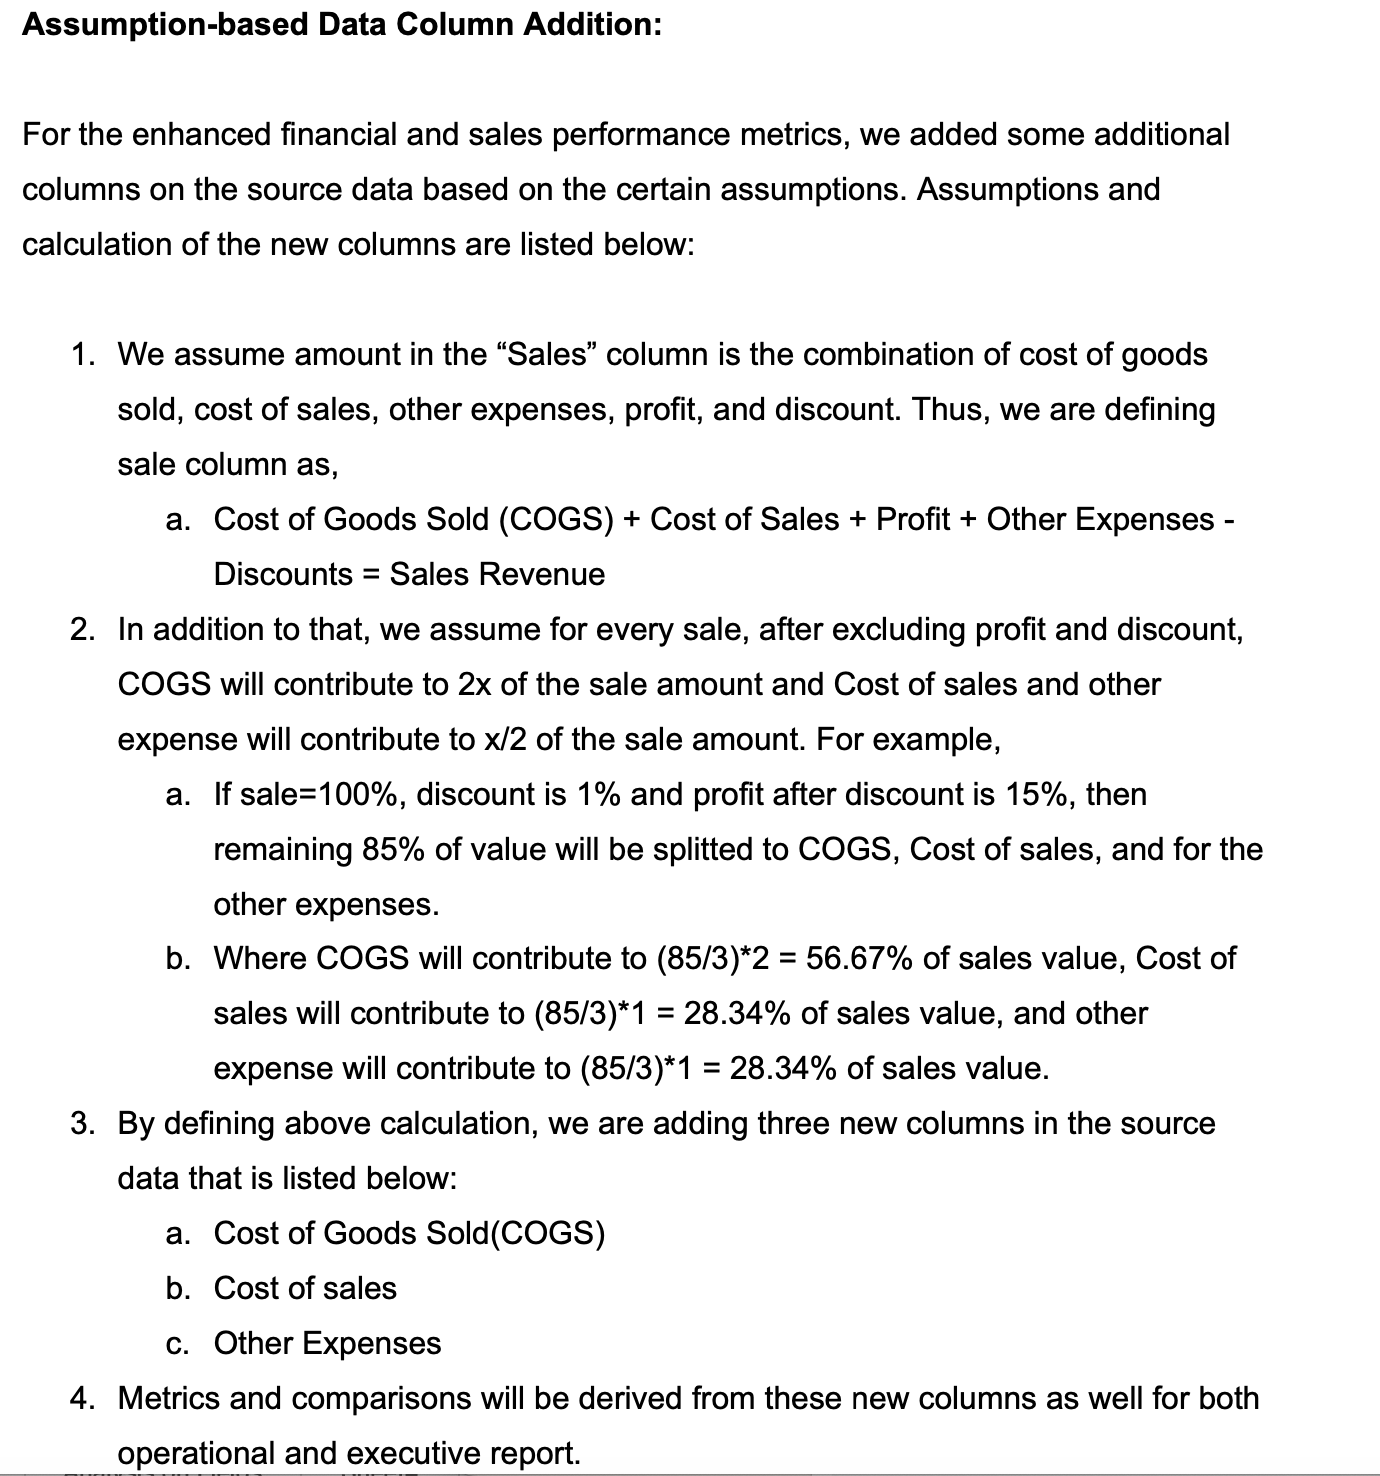 Assumption-based Data Column Addition:
For the enhanced financial and sales performance metrics, we added some additional
columns on the source data based on the certain assumptions. Assumptions and
calculation of the new columns are listed below:
1. We assume amount in the “Sales” column is the combination of cost of goods
sold, cost of sales, other expenses, profit, and discount. Thus, we are defining
sale column as,
a. Cost of Goods Sold (COGS) + Cost of Sales + Profit + Other Expenses -
Discounts = Sales Revenue
2. In addition to that, we assume for every sale, after excluding profit and discount,
COGS will contribute to 2x of the sale amount and Cost of sales and other
expense will contribute to x/2 of the sale amount. For example,
a. If sale=100%, discount is 1% and profit after discount is 15%, then
remaining 85% of value will be splitted to COGS, Cost of sales, and for the
other expenses.
b. Where COGS will contribute to (85/3)*2 = 56.67% of sales value, Cost of
sales will contribute to (85/3)*1 = 28.34% of sales value, and other
expense will contribute to (85/3)*1 = 28.34% of sales value.
3. By defining above calculation, we are adding three new columns in the source
data that is listed below:
a. Cost of Goods Sold(COGS)
b. Cost of sales
c. Other Expenses
4. Metrics and comparisons will be derived from these new columns as well for both
operational and executive report.